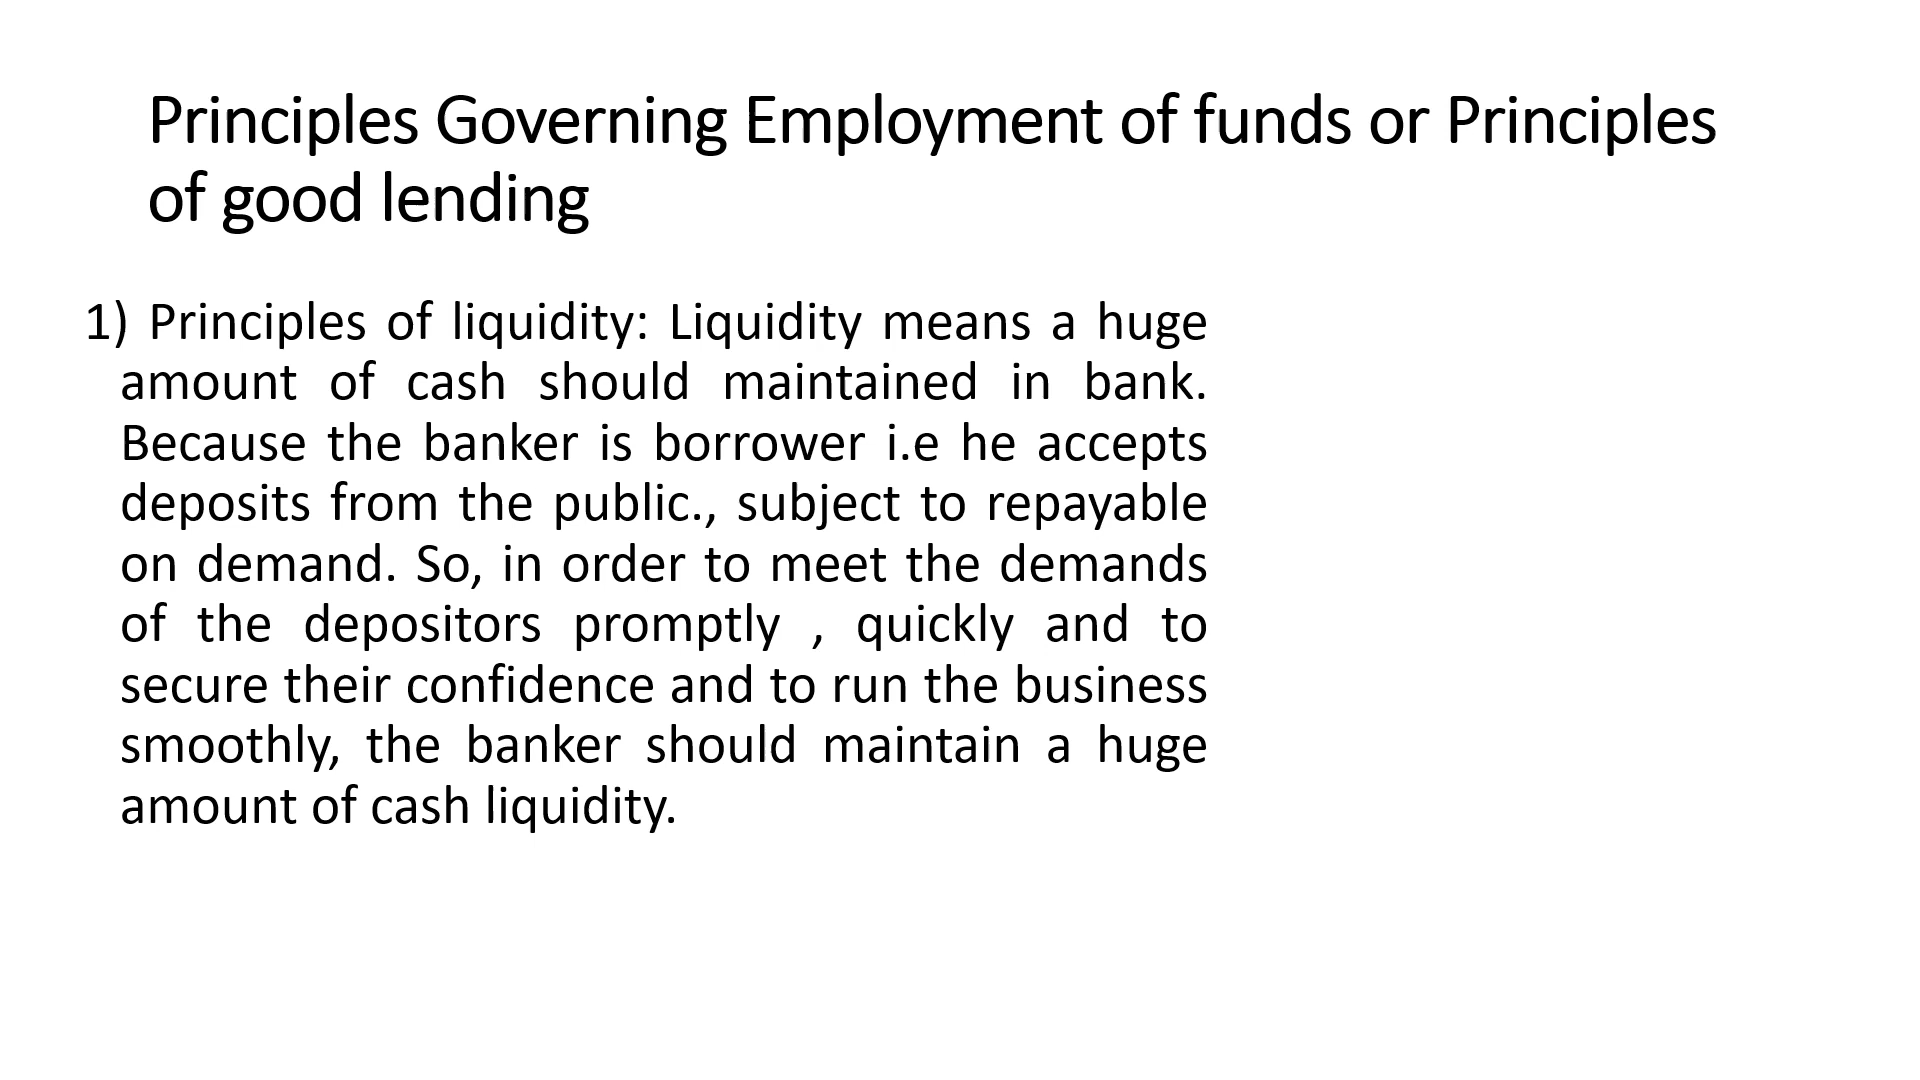 Principles Governing Employment of funds or Principles
of good lending
1) Principles of liquidity: Liquidity means a huge
amount of cash should maintained in bank.
Because the banker is borrower i.e he accepts
deposits from the public., subject to repayable
on demand. So, in order to meet the demands
of the depositors promptly , quickly and to
secure their confidence and to run the business
smoothly, the banker should maintain a huge
amount of cash liquidity.